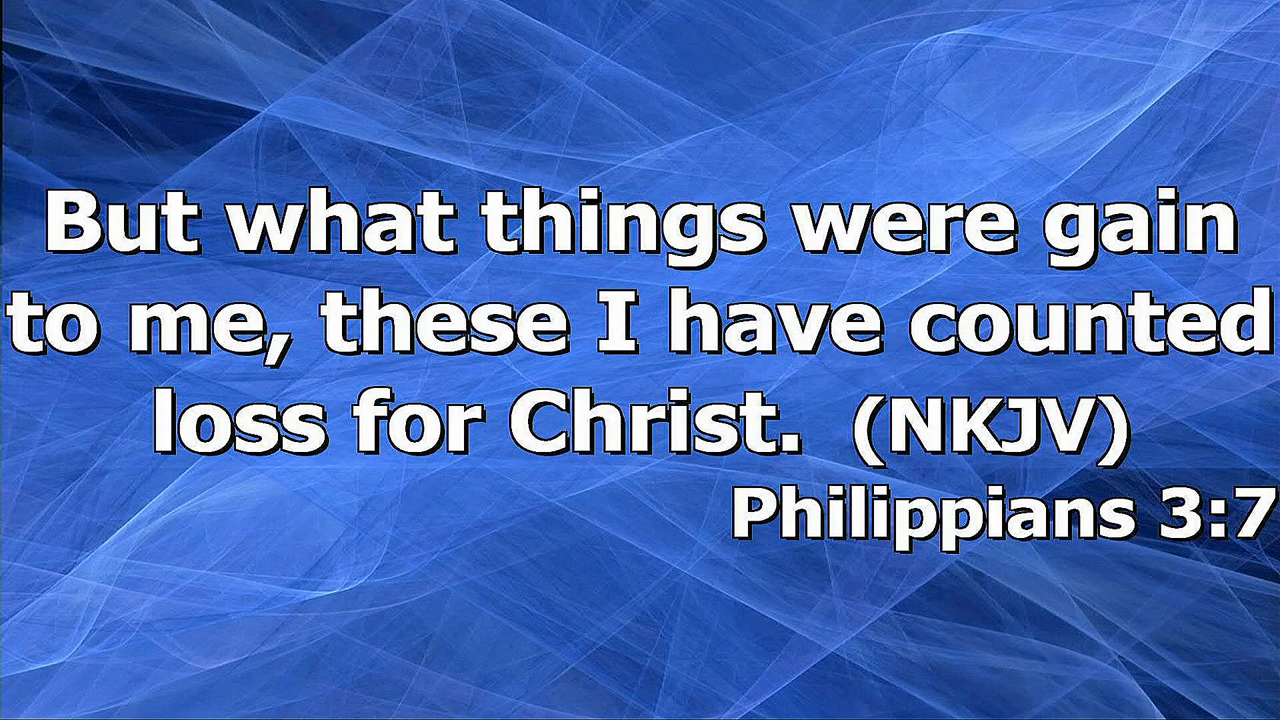 But what things were gain
to me, these I have counted
loss for Christ.  (NKJV)
Philippians 3:7